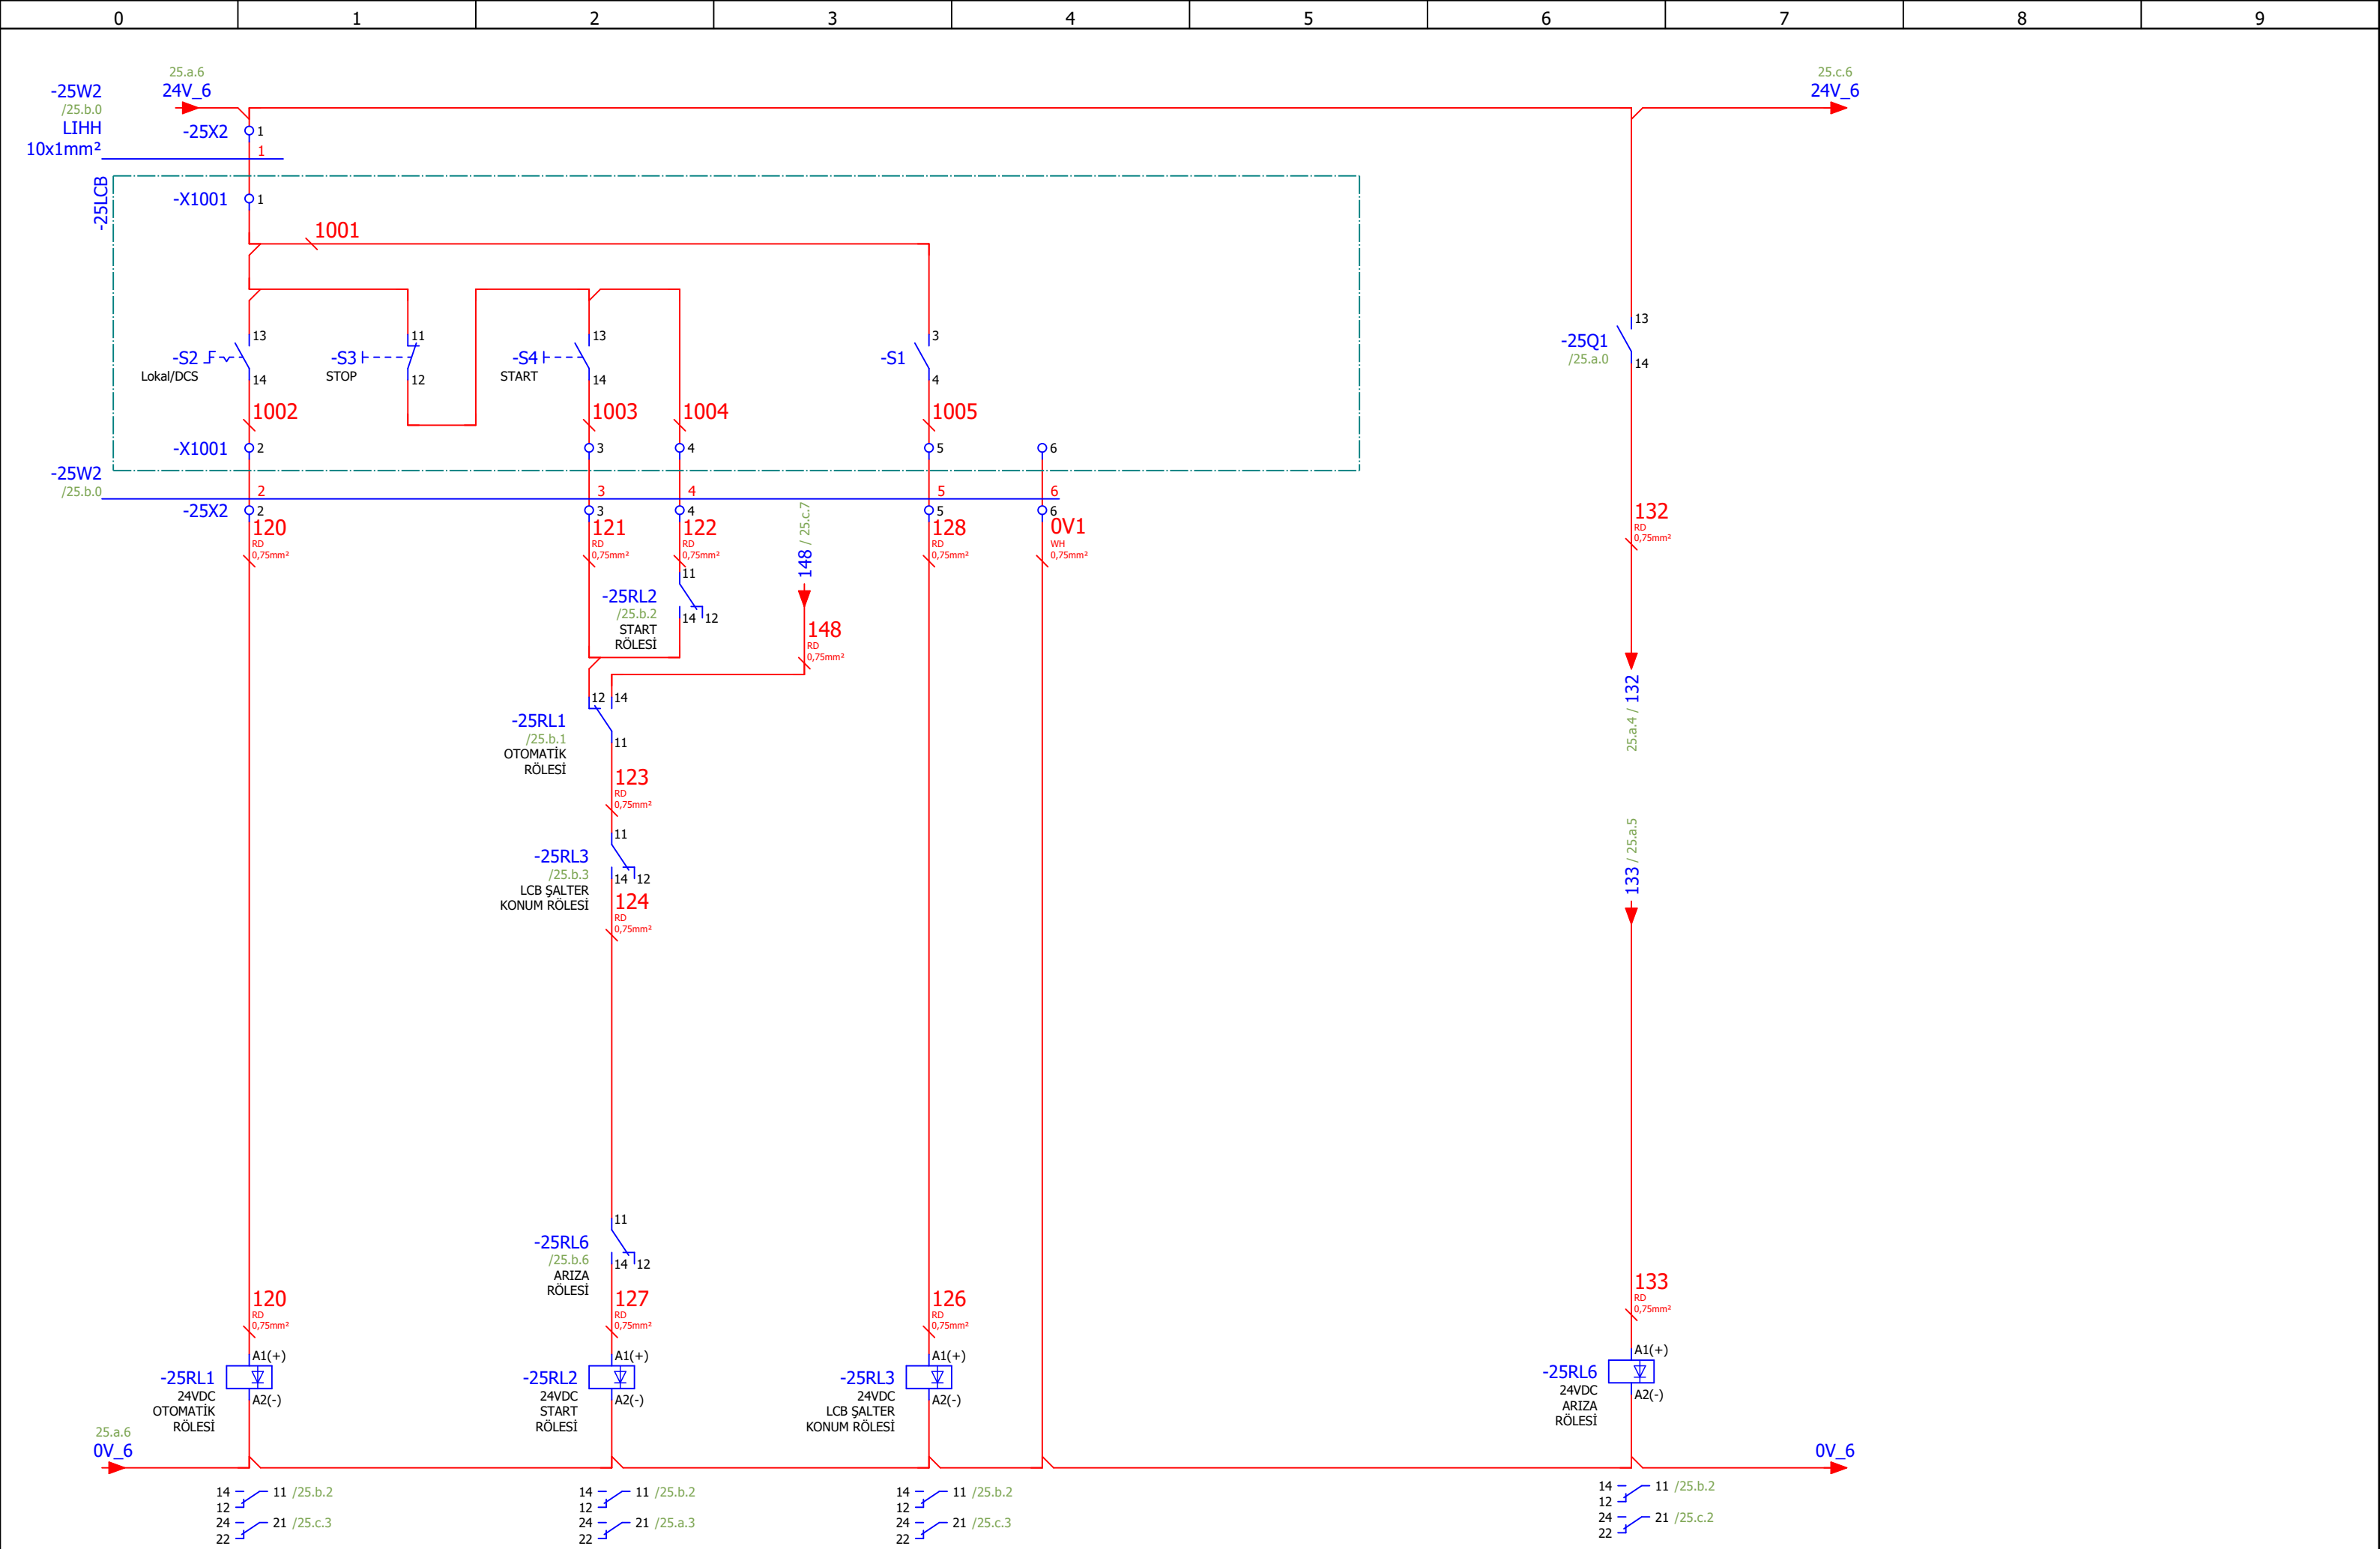 0 1 2 3 4 5 6 7 8 9
25.a.6
24V_6
25.c.6
24V_6
-25W2
/25.b.0
LIHH
10x1mm²
-25X2 1
1
-25LCB
-X1001 1
1001
-S2 13
Lokal/DCS 14
-S3 11
STOP 12
-S4 13
START 14
-S1 3
4
-25Q1 13
/25.a.0 14
1002
1003
1004
1005
-X1001 2 3 4 5 6
-25W2
/25.b.0
2 3 4 5 6
-25X2 2 3 4 5 6
120
RD
0,75mm²
121
RD
0,75mm²
122
RD
0,75mm²
148 / 25.c.7
128
RD
0,75mm²
0V1
WH
0,75mm²
132
RD
0,75mm²
-25RL2 11
/25.b.2 14 12
START
RÖLESİ
148
RD
0,75mm²
25.a.4 / 132
12 14
-25RL1
/25.b.1 11
OTOMATİK
RÖLESİ
123
RD
0,75mm²
11
-25RL3
/25.b.3 14 12
LCB ŞALTER
KONUM RÖLESİ
124
RD
0,75mm²
133 / 25.a.5
11
-25RL6
/25.b.6 14 12
ARIZA
RÖLESİ
120
RD
0,75mm²
127
RD
0,75mm²
126
RD
0,75mm²
133
RD
0,75mm²
A1(+)
-25RL1
24VDC A2(-)
OTOMATİK
RÖLESİ
A1(+)
-25RL2
24VDC A2(-)
START
RÖLESİ
A1(+)
-25RL3
24VDC A2(-)
LCB ŞALTER
KONUM RÖLESİ
A1(+)
-25RL6
24VDC A2(-)
ARIZA
RÖLESİ
25.a.6
0V_6
0V_6
14 11 /25.b.2
12
24 21 /25.c.3
22
14 11 /25.b.2
12
24 21 /25.a.3
22
14 11 /25.b.2
12
24 21 /25.c.3
22
14 11 /25.b.2
12
24 21 /25.c.2
22